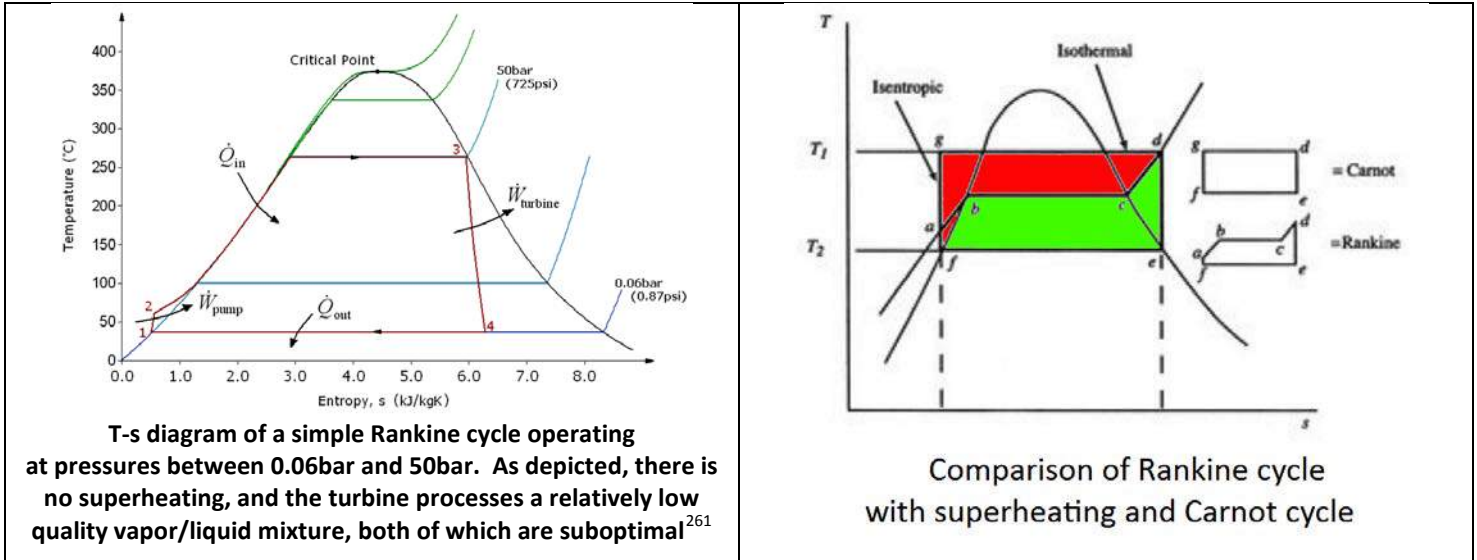 400
350
300
250
200
150
100
50
0
Temperature (°C)
0.0 1.0 2.0 3.0 4.0 5.0 6.0 7.0 8.0
Entropy, s (kJ/kgK)
Critical Point
50bar
(725psi)
Q̇in
3
Ẇturbine
0.06bar
(0.87psi)
2
Ẇpump
Q̇out
1
4
T-s diagram of a simple Rankine cycle operating
at pressures between 0.06bar and 50bar. As depicted, there is
no superheating, and the turbine processes a relatively low
quality vapor/liquid mixture, both of which are suboptimal261
T
Isothermal
Isentropic
T1
g
d
g d
= Carnot
f e
b
c
a
d
b
=Rankine
a c
f e
T2
f
e
s
Comparison of Rankine cycle
with superheating and Carnot cycle